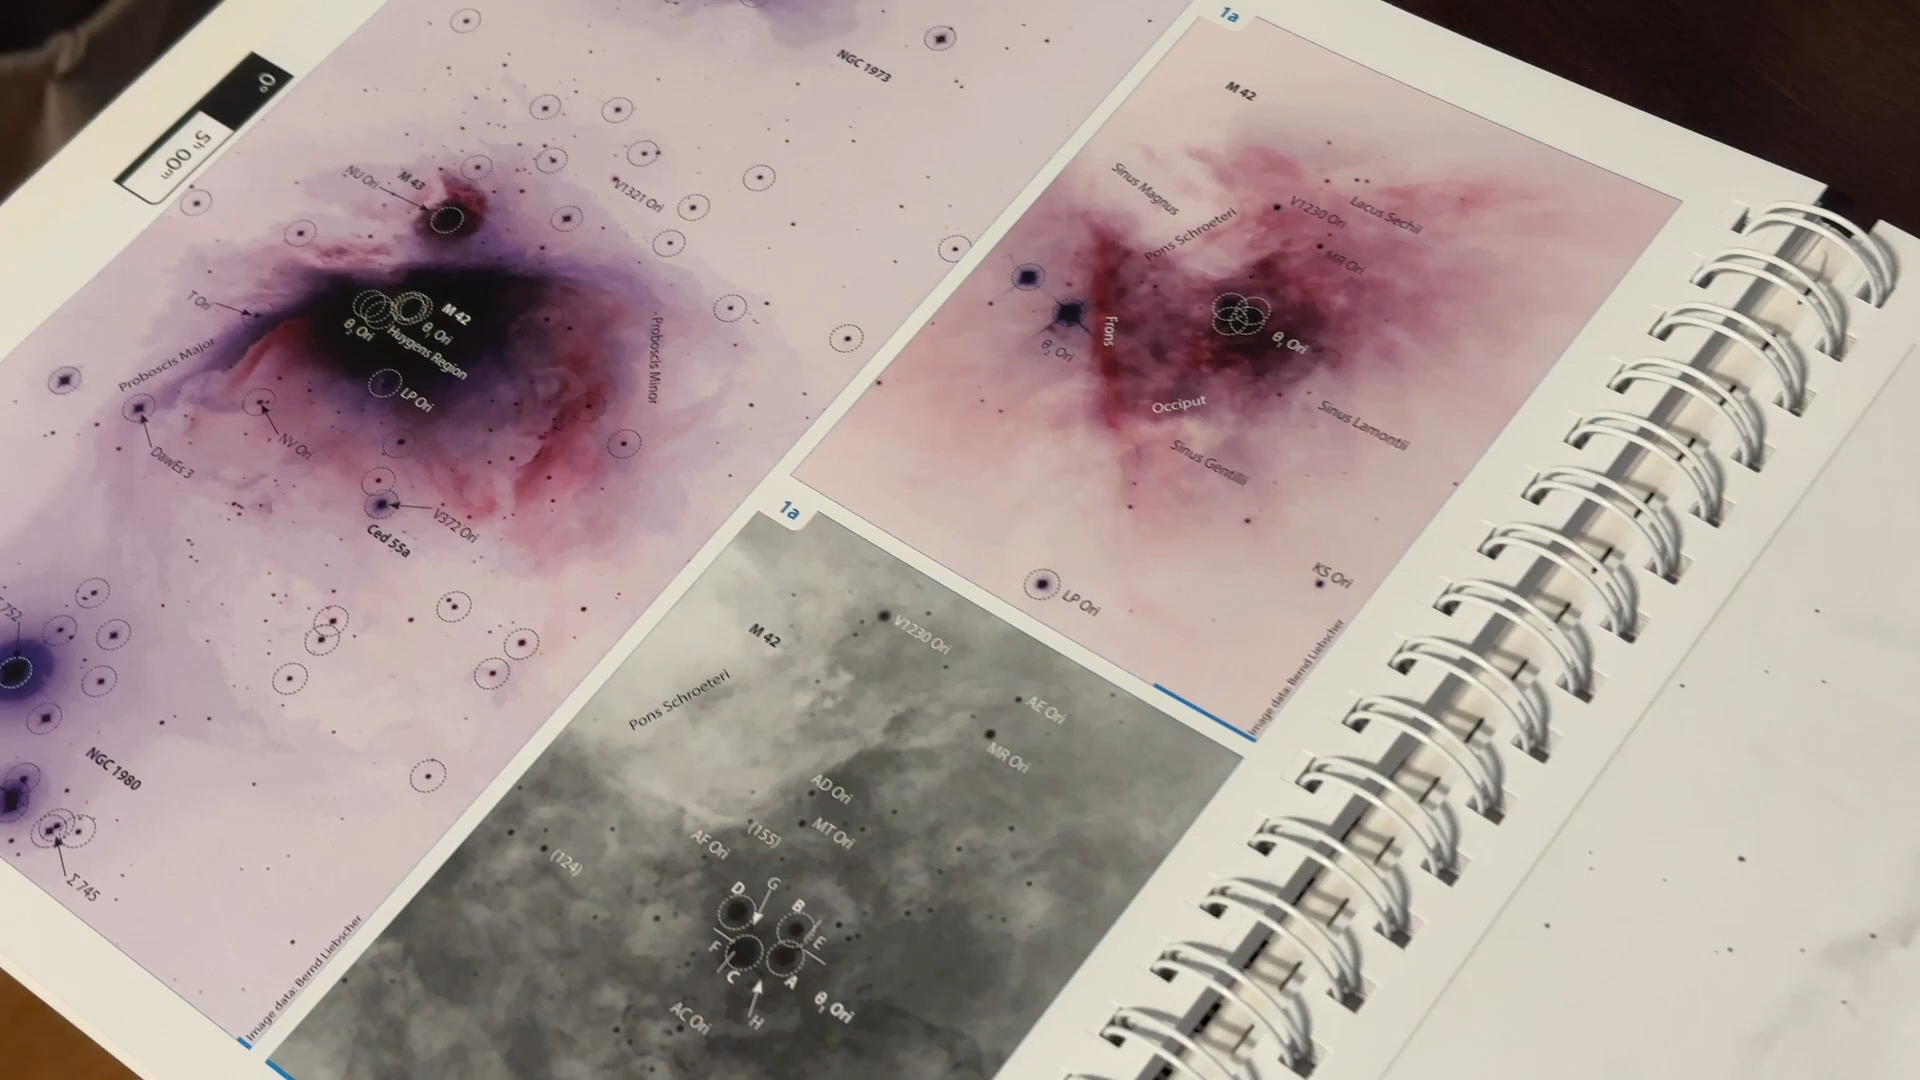 0°
5h 00m
NGC 1973
NU Ori
M 43
V1321 Ori
T Ori
M 42
θ₁ Ori
θ₂ Ori
Huygens Region
Proboscis Major
Proboscis Minor
LP Ori
NV Ori
Dawes 3
V372 Ori
Ced 55a
752
NGC 1980
Σ 745
Image data: Bernd Liebscher
1a
M 42
Sinus Magnus
Pons Schroeteri
V1230 Ori
Lacus Secchii
MR Ori
Frons
θ₂ Ori
θ₁ Ori
Occiput
Sinus Lamontii
Sinus Gentilii
KS Ori
LP Ori
Image data: Bernd Liebscher
1a
M 42
V1230 Ori
Pons Schroeteri
AE Ori
MR Ori
AD Ori
MT Ori
(155)
AF Ori
(124)
G
D
B
E
F
C
A
θ₁ Ori
H
AC Ori